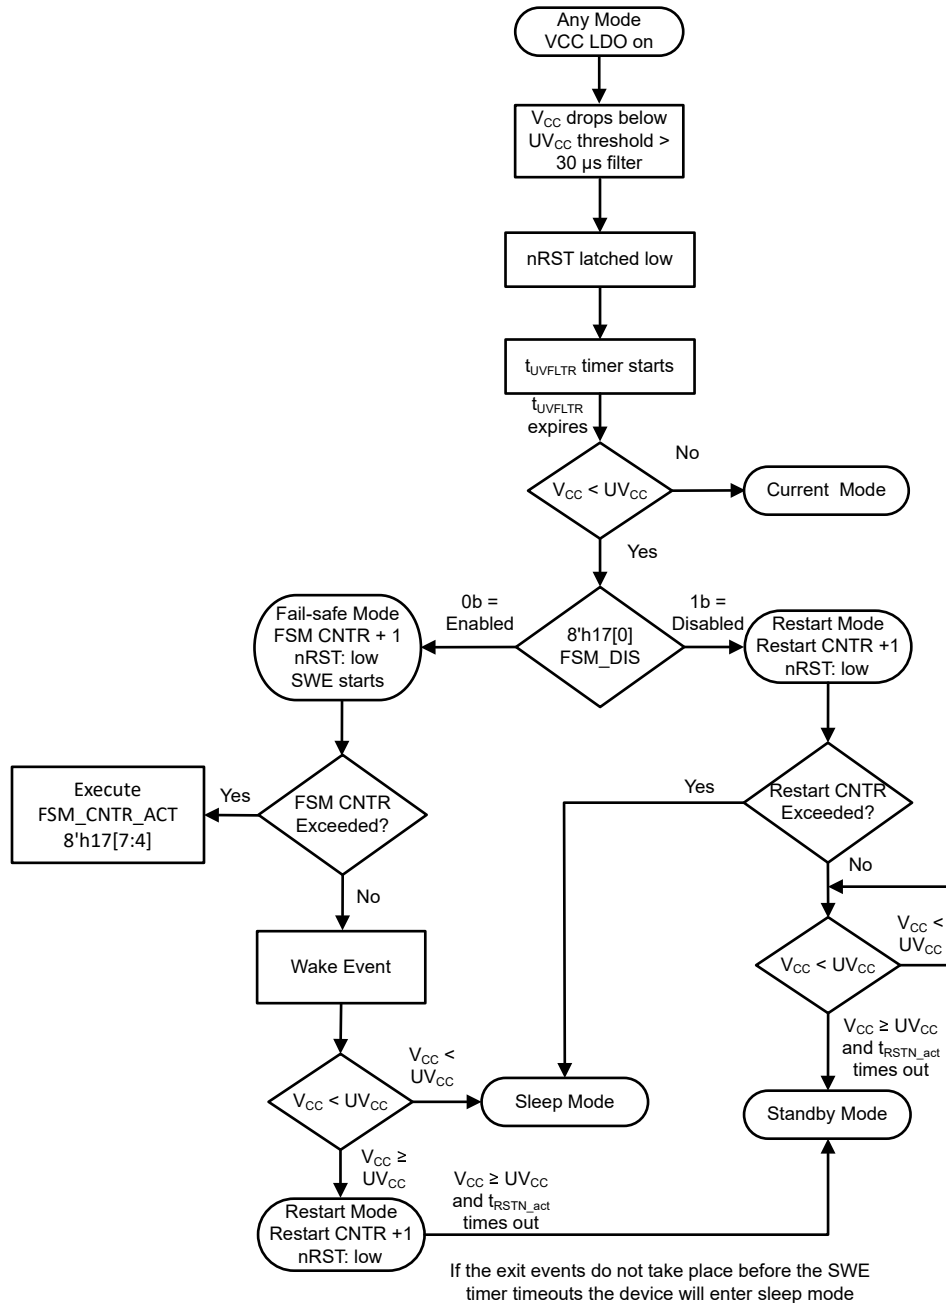 Any Mode
VCC LDO on
VCC drops below
UVCC threshold >
30 µs filter
nRST latched low
tUVFLTR timer starts
tUVFLTR
expires
VCC < UVCC
No
Current Mode
Yes
0b =
Enabled
8'h17[0]
FSM_DIS
1b =
Disabled
Fail-safe Mode
FSM CNTR + 1
nRST: low
SWE starts
Restart Mode
Restart CNTR +1
nRST: low
Execute
FSM_CNTR_ACT
8'h17[7:4]
Yes
FSM CNTR
Exceeded?
Yes
Restart CNTR
Exceeded?
No
No
Wake Event
VCC < UVCC
VCC <
UVCC
VCC < UVCC
VCC <
UVCC
Sleep Mode
VCC ≥ UVCC
and tRSTN_act
times out
Standby Mode
VCC ≥
UVCC
Restart Mode
Restart CNTR +1
nRST: low
VCC ≥ UVCC
and tRSTN_act
times out
If the exit events do not take place before the SWE
timer timeouts the device will enter sleep mode